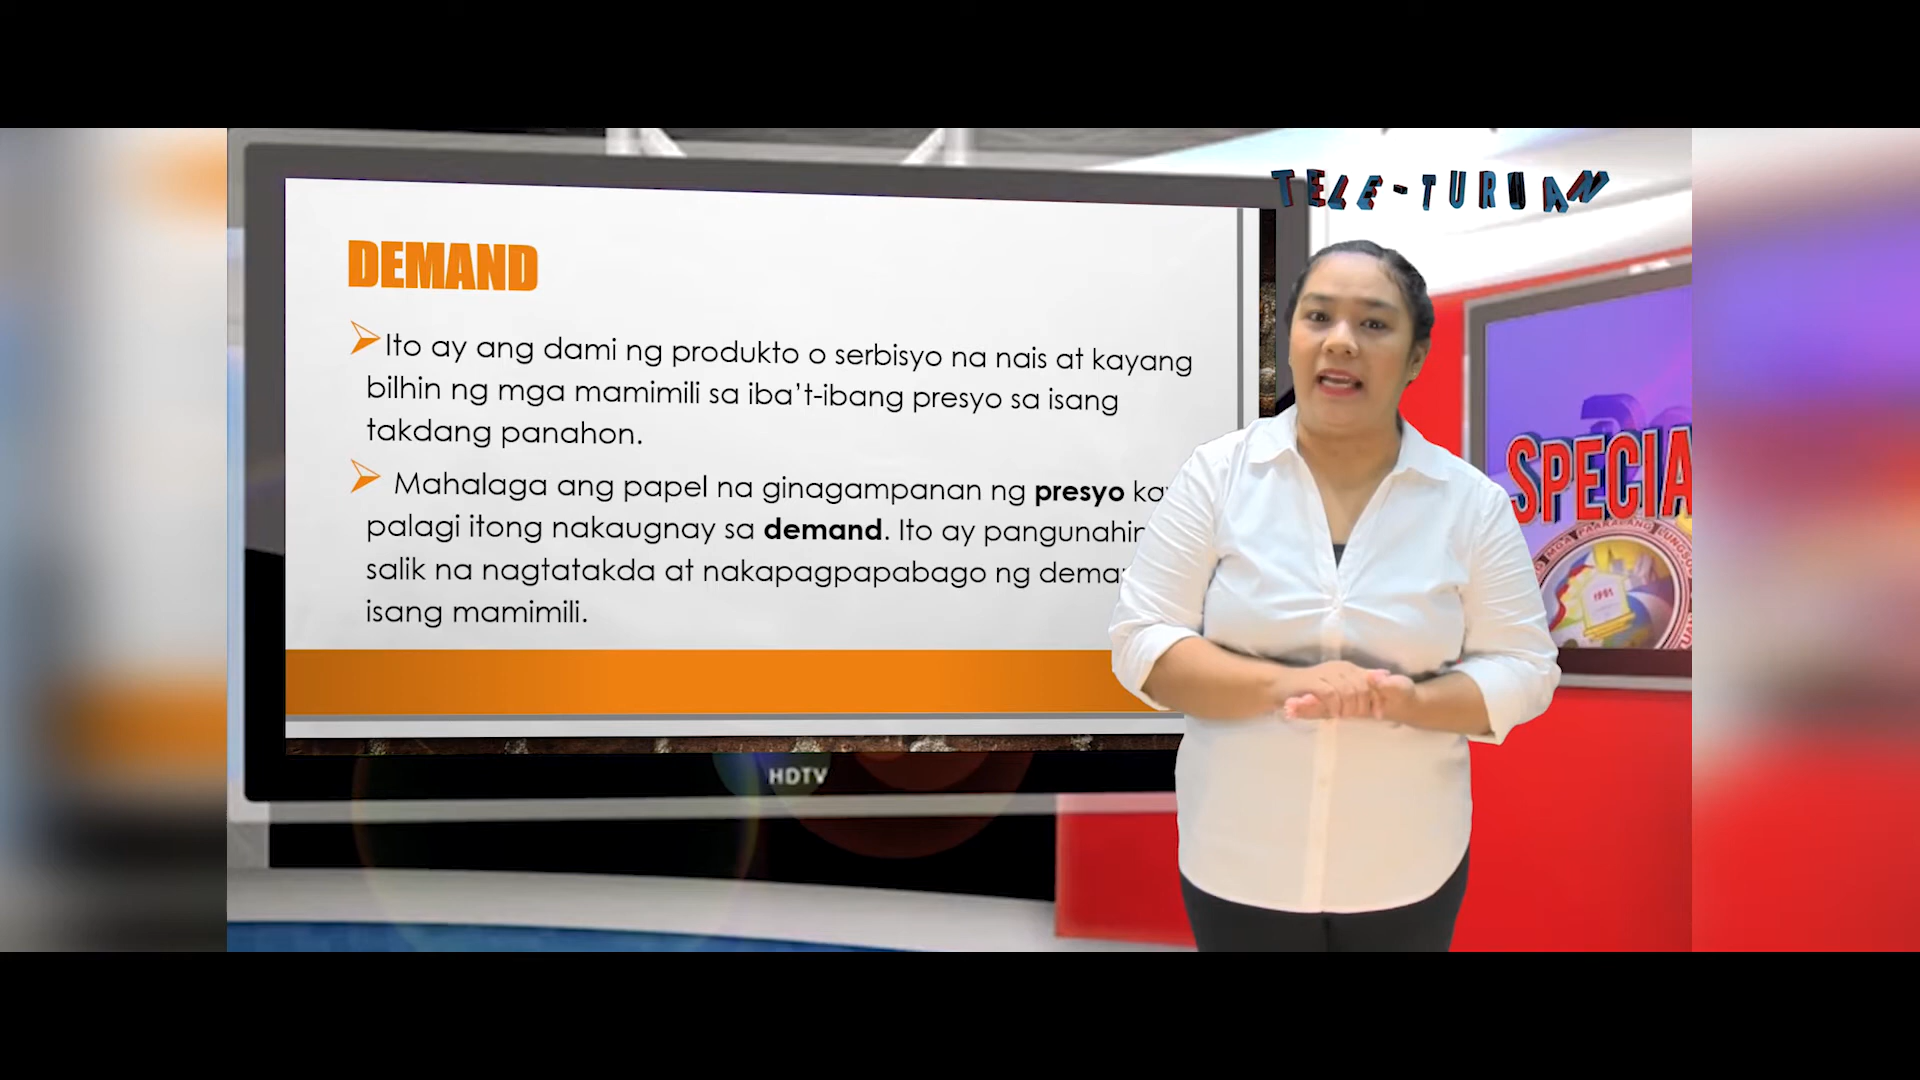 TELE-TURUAN
DEMAND
Ito ay ang dami ng produkto o serbisyo na nais at kayang
bilhin ng mga mamimili sa iba't-ibang presyo sa isang
takdang panahon.
Mahalaga ang papel na ginagampanan ng presyo
palagi itong nakaugnay sa demand. Ito ay
salik na nagtatakda at nakapagpapabago ng
isang mamimili.
HDTV
1981